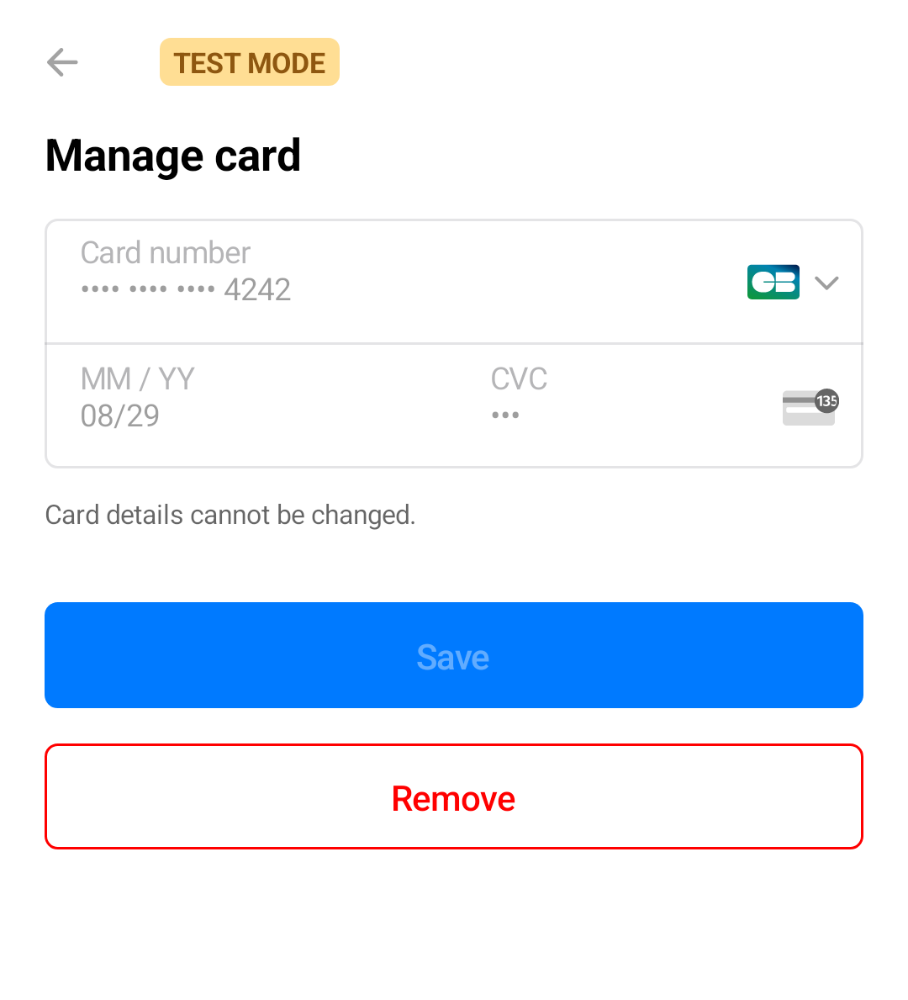 TEST MODE
Manage card
Card number
•••• •••• •••• 4242
CB
MM / YY
08/29
CVC
•••
135
Card details cannot be changed.
Save
Remove